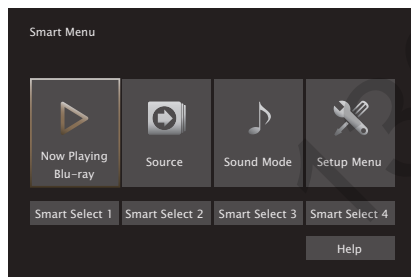 Smart Menu
Now Playing
Blu-ray
Source
Sound Mode
Setup Menu
Smart Select 1
Smart Select 2
Smart Select 3
Smart Select 4
Help